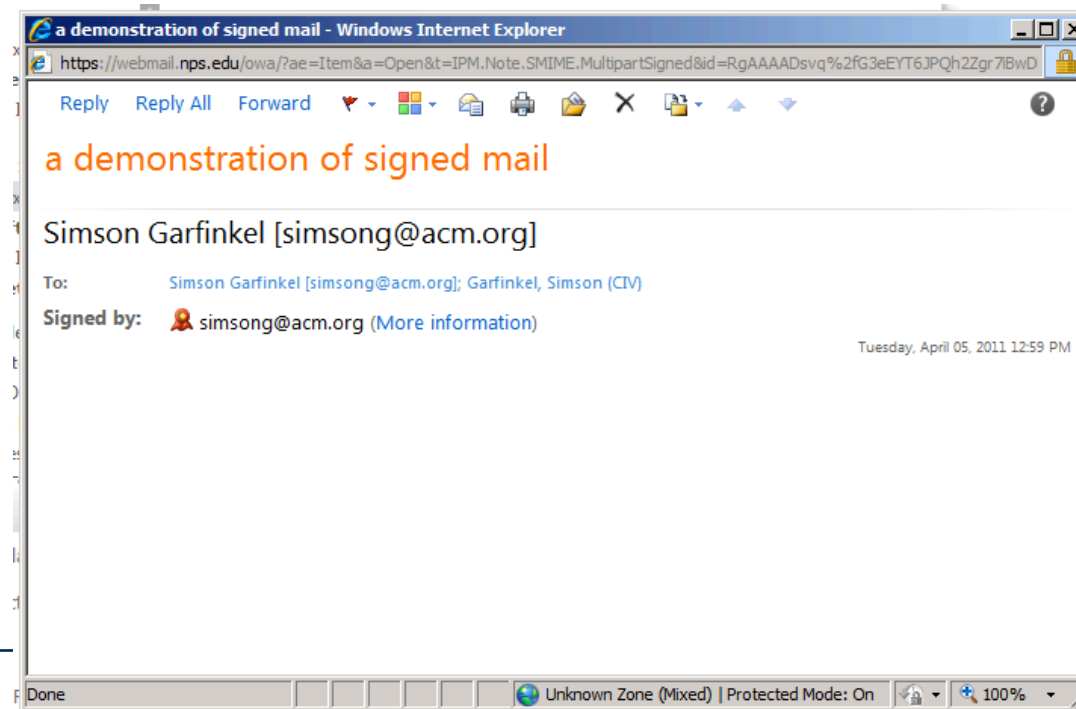 a demonstration of signed mail - Windows Internet Explorer
https://webmail.nps.edu/owa/?ae=Item&a=Open&t=IPM.Note.SMIME.MultipartSigned&id=RgAAAADsvq%2fG3eEYT6JPQh2Zgr7iBwD
Reply Reply All Forward
a demonstration of signed mail
Simson Garfinkel [simsong@acm.org]
To: Simson Garfinkel [simsong@acm.org]; Garfinkel, Simson (CIV)
Signed by: simsong@acm.org (More information)
Tuesday, April 05, 2011 12:59 PM
Done Unknown Zone (Mixed) | Protected Mode: On 100%